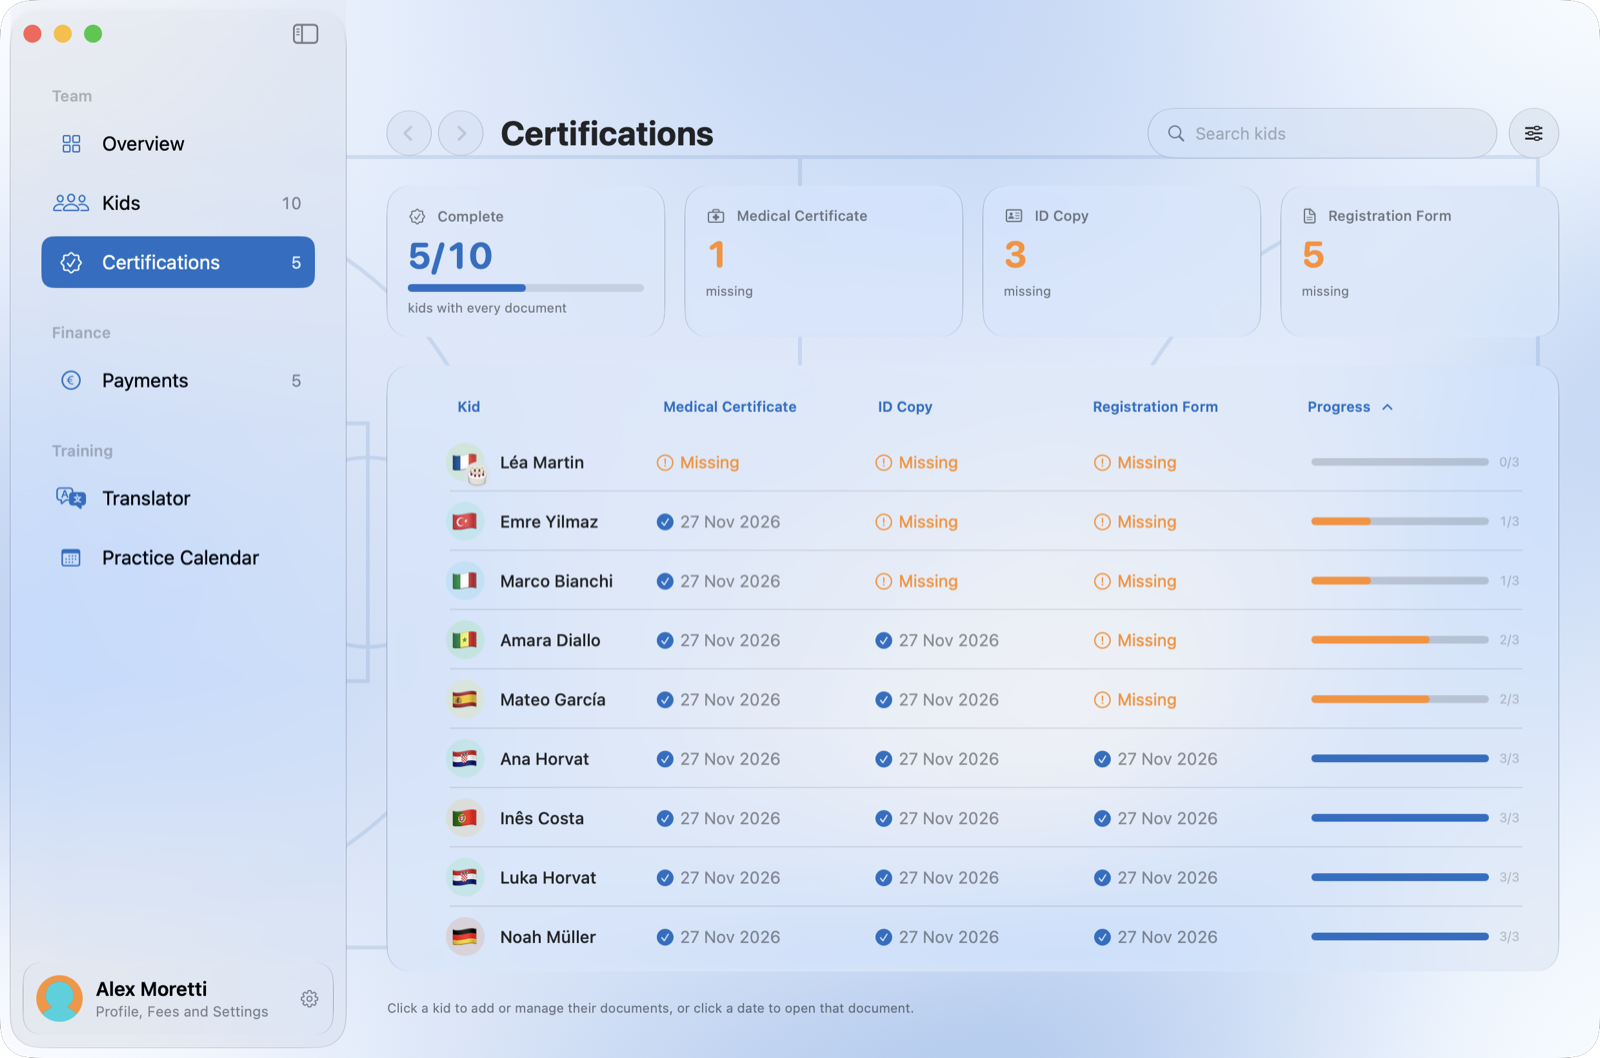 Team
Overview
Kids 10
Certifications 5
Finance
Payments 5
Training
Translator
Practice Calendar
Alex Moretti
Profile, Fees and Settings
Certifications
Search kids
Complete
5/10
kids with every document
Medical Certificate
1
missing
ID Copy
3
missing
Registration Form
5
missing
Kid Medical Certificate ID Copy Registration Form Progress
Léa Martin Missing Missing Missing 0/3
Emre Yilmaz 27 Nov 2026 Missing Missing 1/3
Marco Bianchi 27 Nov 2026 Missing Missing 1/3
Amara Diallo 27 Nov 2026 27 Nov 2026 Missing 2/3
Mateo García 27 Nov 2026 27 Nov 2026 Missing 2/3
Ana Horvat 27 Nov 2026 27 Nov 2026 27 Nov 2026 3/3
Inês Costa 27 Nov 2026 27 Nov 2026 27 Nov 2026 3/3
Luka Horvat 27 Nov 2026 27 Nov 2026 27 Nov 2026 3/3
Noah Müller 27 Nov 2026 27 Nov 2026 27 Nov 2026 3/3
Click a kid to add or manage their documents, or click a date to open that document.